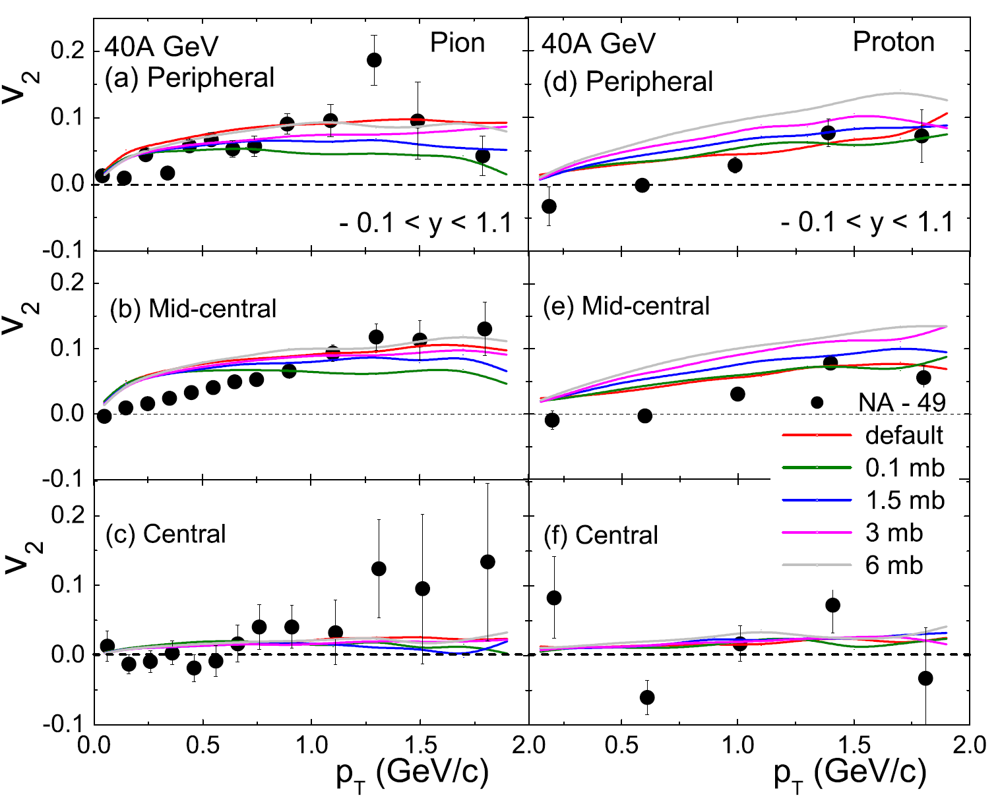 40A GeV
Pion
(a) Peripheral
- 0.1 < y < 1.1
v2
0.2
0.1
0.0
-0.1
40A GeV
Proton
(d) Peripheral
- 0.1 < y < 1.1
(b) Mid-central
v2
0.2
0.1
0.0
-0.1
(e) Mid-central
NA - 49
default
0.1 mb
1.5 mb
3 mb
6 mb
(c) Central
v2
0.2
0.1
0.0
-0.1
(f) Central
0.0 0.5 1.0 1.5 2.0 0.5 1.0 1.5 2.0
pT (GeV/c)
pT (GeV/c)